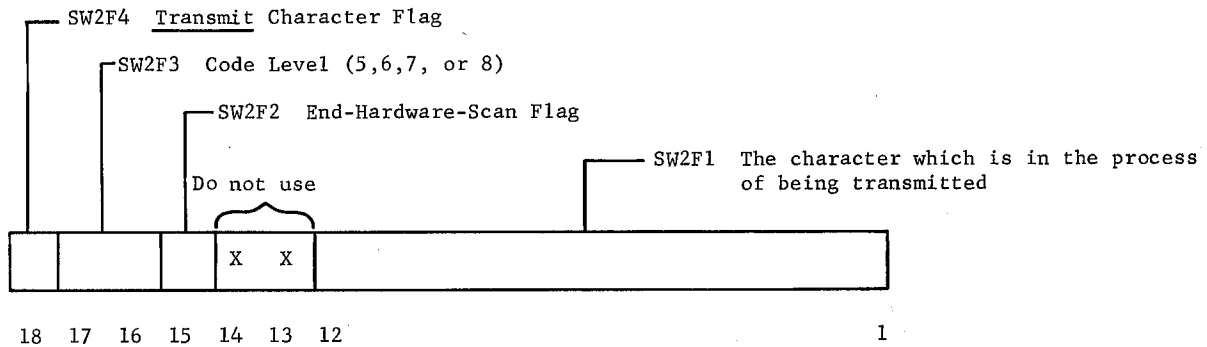 SW2F4 Transmit Character Flag
SW2F3 Code Level (5,6,7, or 8)
SW2F2 End-Hardware-Scan Flag
SW2F1 The character which is in the process
of being transmitted
Do not use
X X
18 17 16 15 14 13 12 1